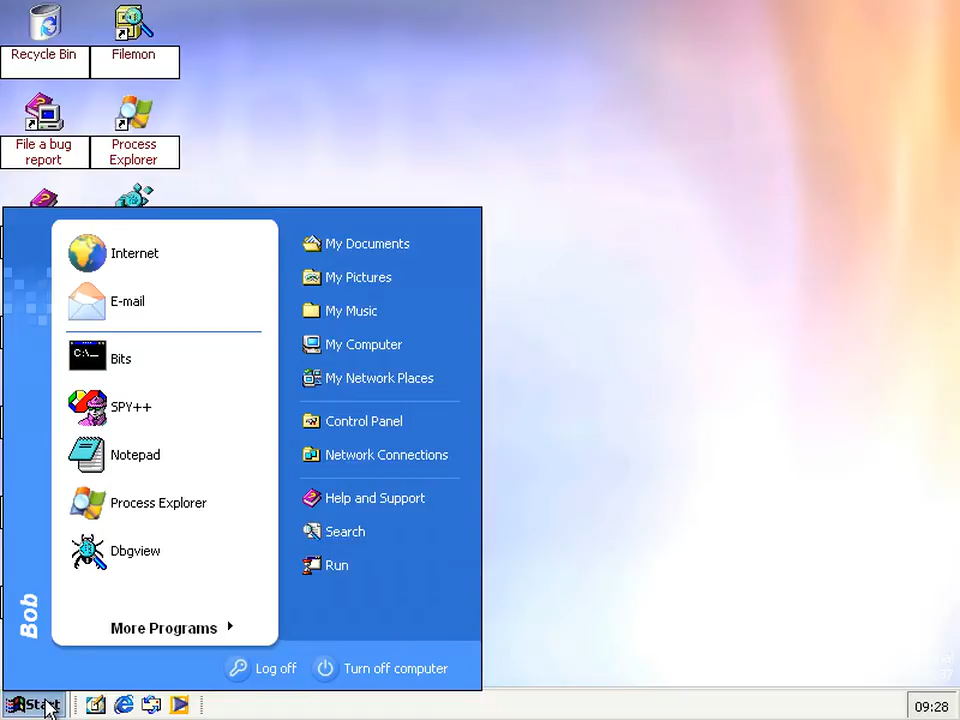 Recycle Bin
Filemon
File a bug
report
Process
Explorer
Internet
E-mail
C:\_
Bits
SPY++
Notepad
Process Explorer
Dbgview
More Programs
My Documents
My Pictures
My Music
My Computer
My Network Places
Control Panel
Network Connections
Help and Support
Search
Run
Bob
Log off
Turn off computer
Start
09:28